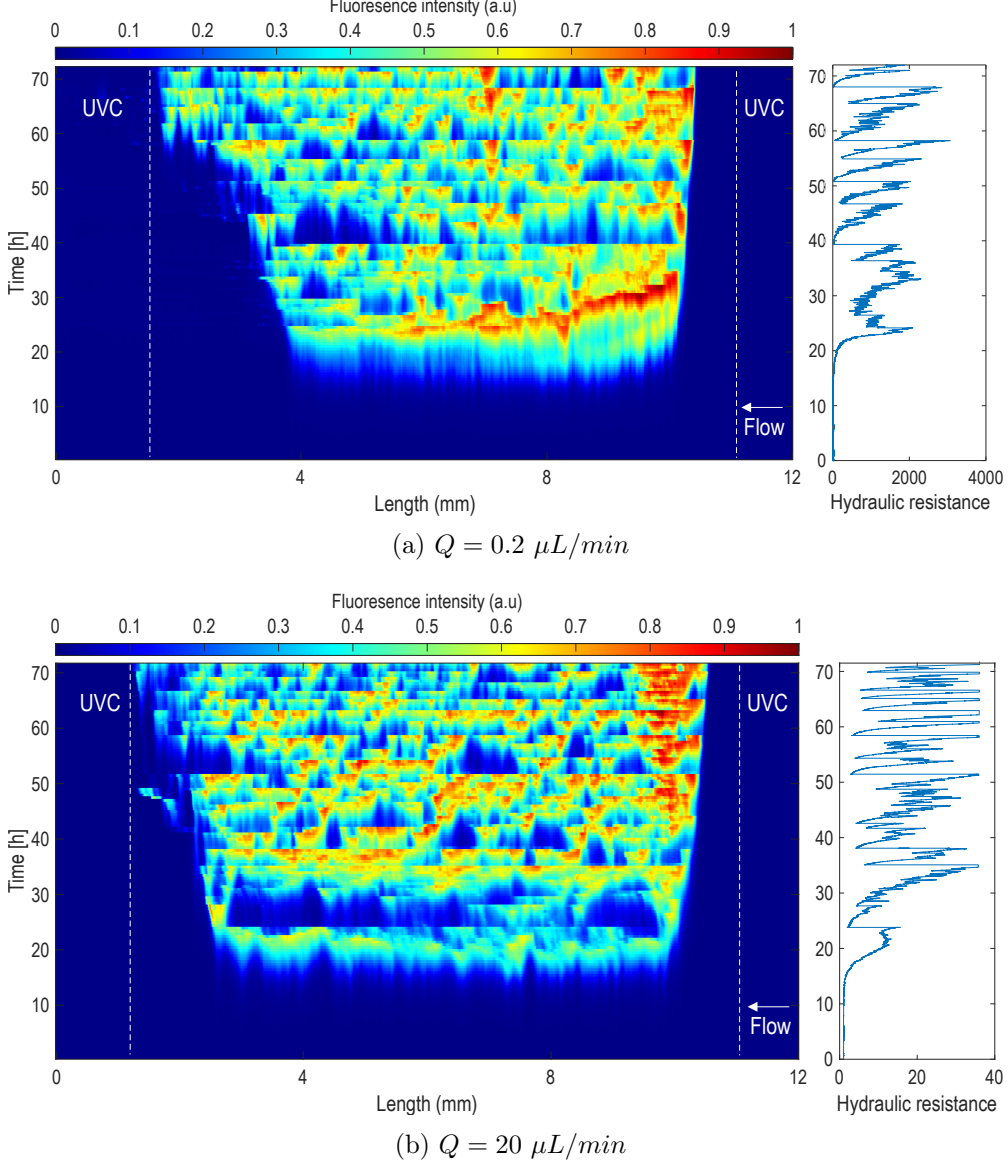 Fluoresence intensity (a.u)
0 0.1 0.2 0.3 0.4 0.5 0.6 0.7 0.8 0.9 1
UVC UVC
Flow
Time [h]
70
60
50
40
30
20
10
0
0 4 8 12
Length (mm)
70
60
50
40
30
20
10
0
0 2000 4000
Hydraulic resistance
(a) Q = 0.2 μL/min
Fluoresence intensity (a.u)
0 0.1 0.2 0.3 0.4 0.5 0.6 0.7 0.8 0.9 1
UVC UVC
Flow
Time [h]
70
60
50
40
30
20
10
0 4 8 12
Length (mm)
70
60
50
40
30
20
10
0
0 20 40
Hydraulic resistance
(b) Q = 20 μL/min